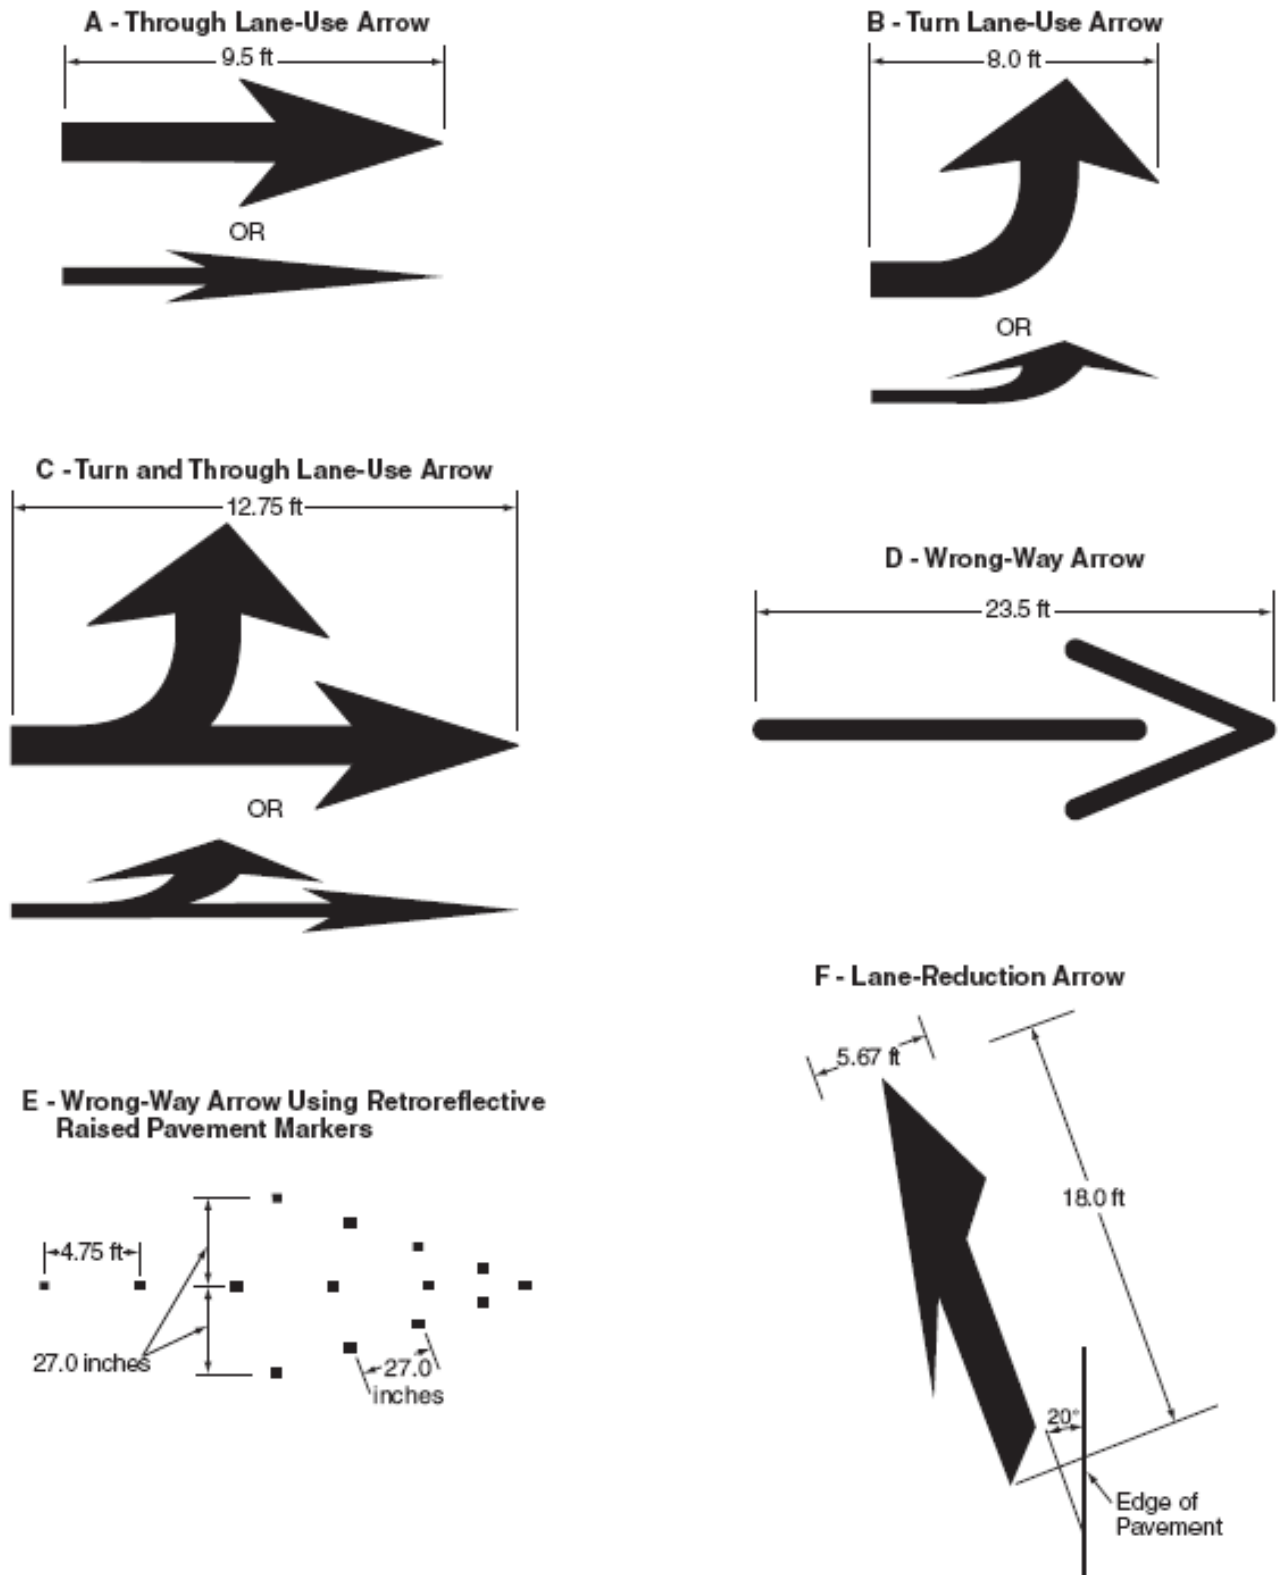 A - Through Lane-Use Arrow
9.5 ft
OR
B - Turn Lane-Use Arrow
8.0 ft
OR
C - Turn and Through Lane-Use Arrow
12.75 ft
OR
D - Wrong-Way Arrow
23.5 ft
E - Wrong-Way Arrow Using Retroreflective
Raised Pavement Markers
4.75 ft
27.0 inches
27.0
inches
F - Lane-Reduction Arrow
5.67 ft
18.0 ft
20°
Edge of
Pavement